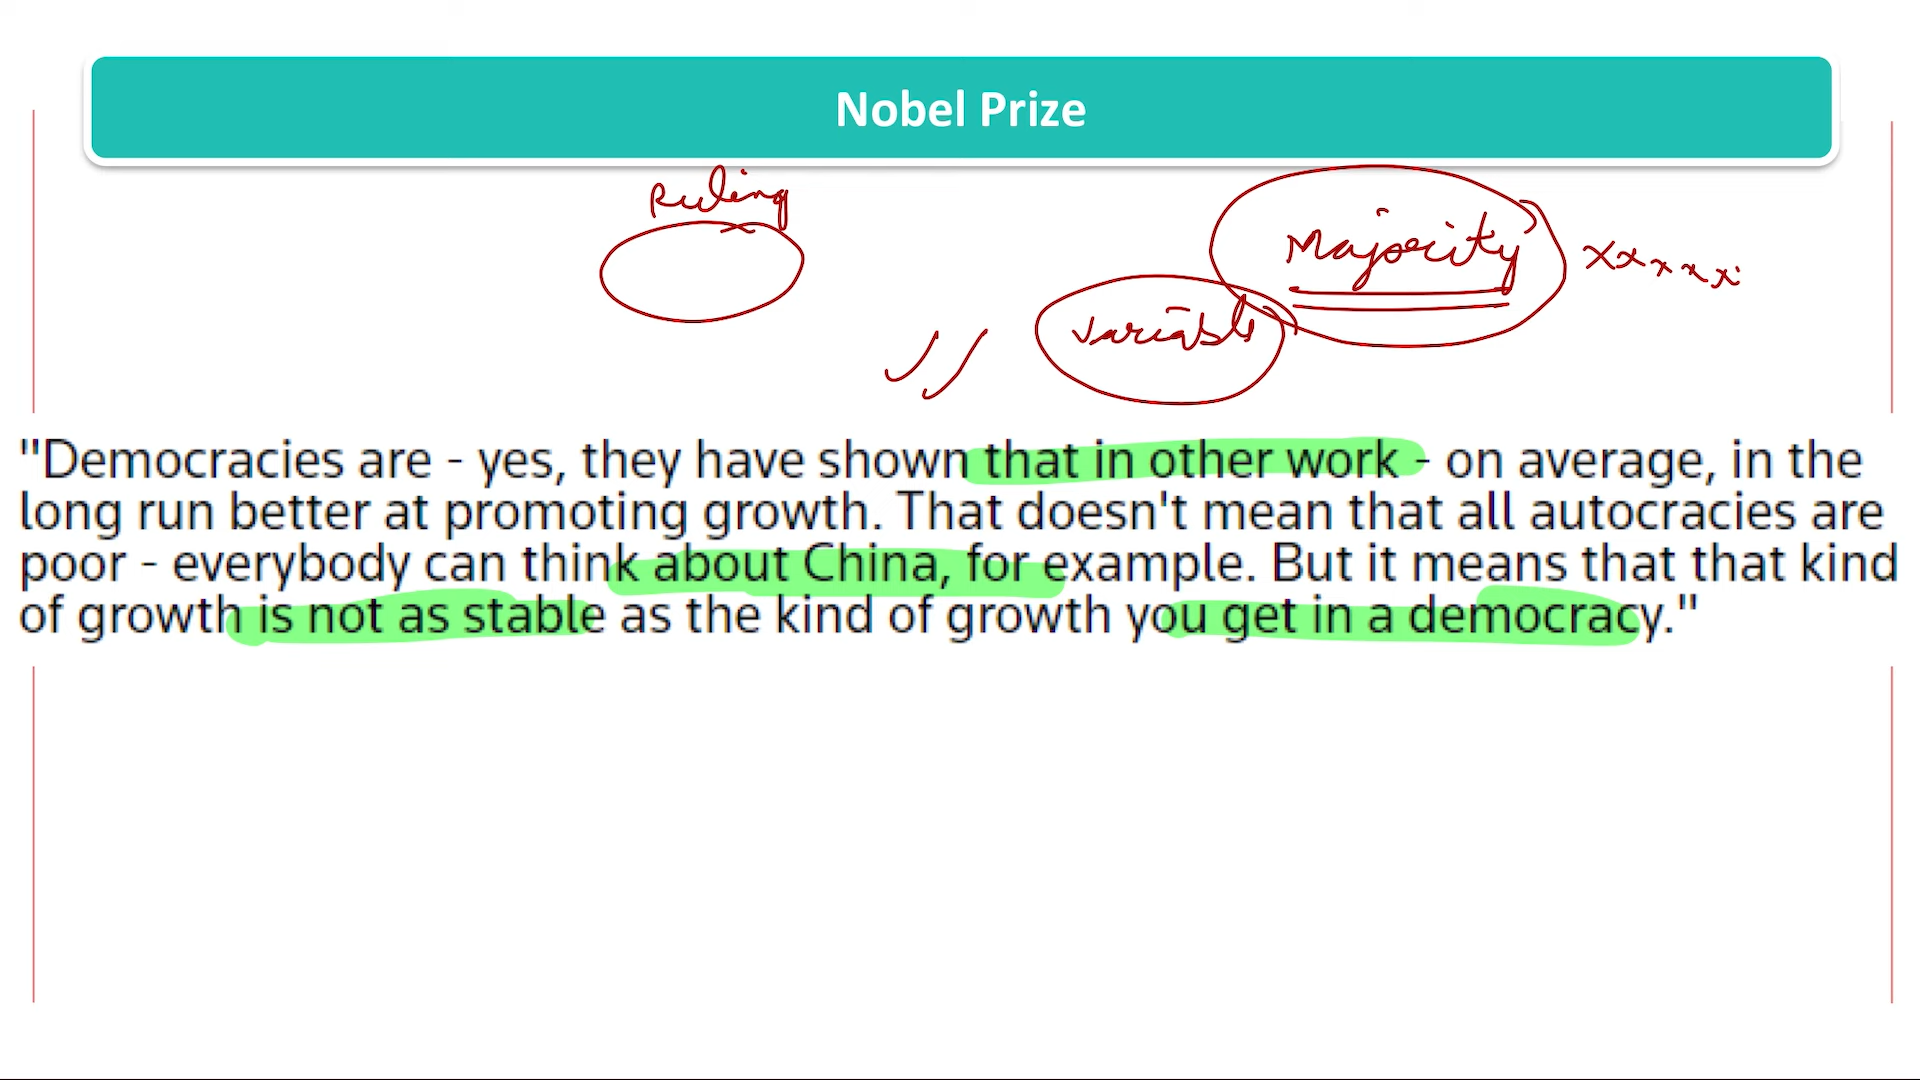 Nobel Prize
Ruling
Majority xxxxx
Variable
"Democracies are - yes, they have shown that in other work - on average, in the
long run better at promoting growth. That doesn't mean that all autocracies are
poor - everybody can think about China, for example. But it means that that kind
of growth is not as stable as the kind of growth you get in a democracy."